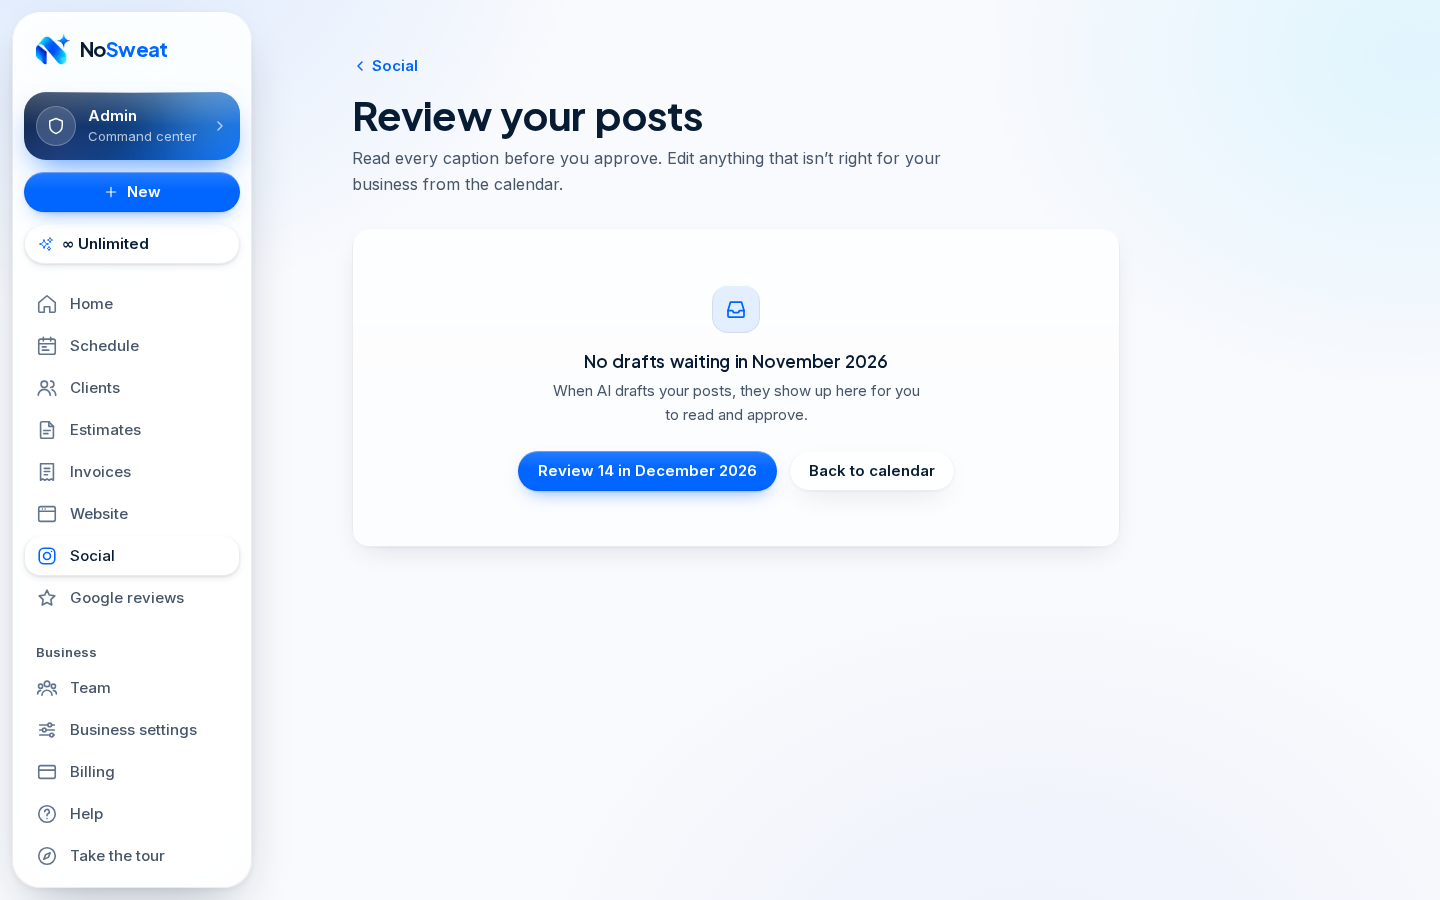 NoSweat
Admin
Command center
New
∞ Unlimited
Home
Schedule
Clients
Estimates
Invoices
Website
Social
Google reviews
Business
Team
Business settings
Billing
Help
Take the tour
Social
Review your posts
Read every caption before you approve. Edit anything that isn’t right for your
business from the calendar.
No drafts waiting in November 2026
When AI drafts your posts, they show up here for you
to read and approve.
Review 14 in December 2026
Back to calendar